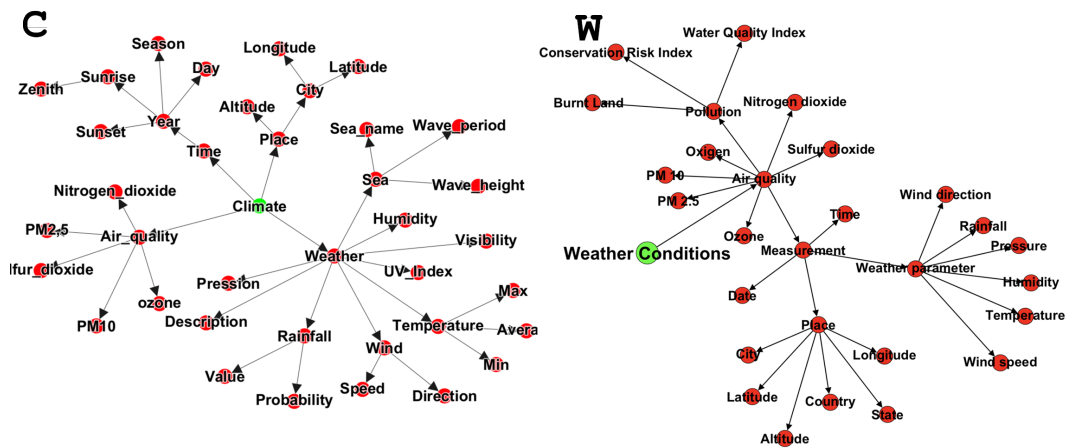 C
Season
Longitude
Zenith
Sunrise
Day
Latitude
City
Altitude
Sunset
Year
Place
Sea_name
Wave_period
Time
Nitrogen_dioxide
Sea
Wave_height
Climate
PM2,5
Air_quality
Humidity
Visibility
lfur_dioxide
Weather
UV_Index
Pression
ozone
Max
PM10
Description
Temperature
Avera
Rainfall
Wind
Min
Value
Speed
Direction
Probability
W
Water Quality Index
Conservation Risk Index
Burnt Land
Nitrogen dioxide
Pollution
Oxigen
Sulfur dioxide
PM 10
Air quality
PM 2.5
Wind direction
Time
Ozone
Rainfall
Weather Conditions
Measurement
Pressure
Weather parameter
Humidity
Date
Temperature
Place
City
Longitude
Wind speed
Latitude
Country
State
Altitude